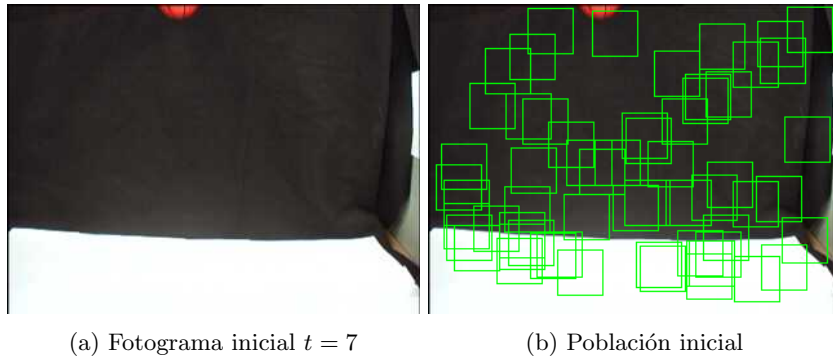 (a) Fotograma inicial t = 7
(b) Población inicial